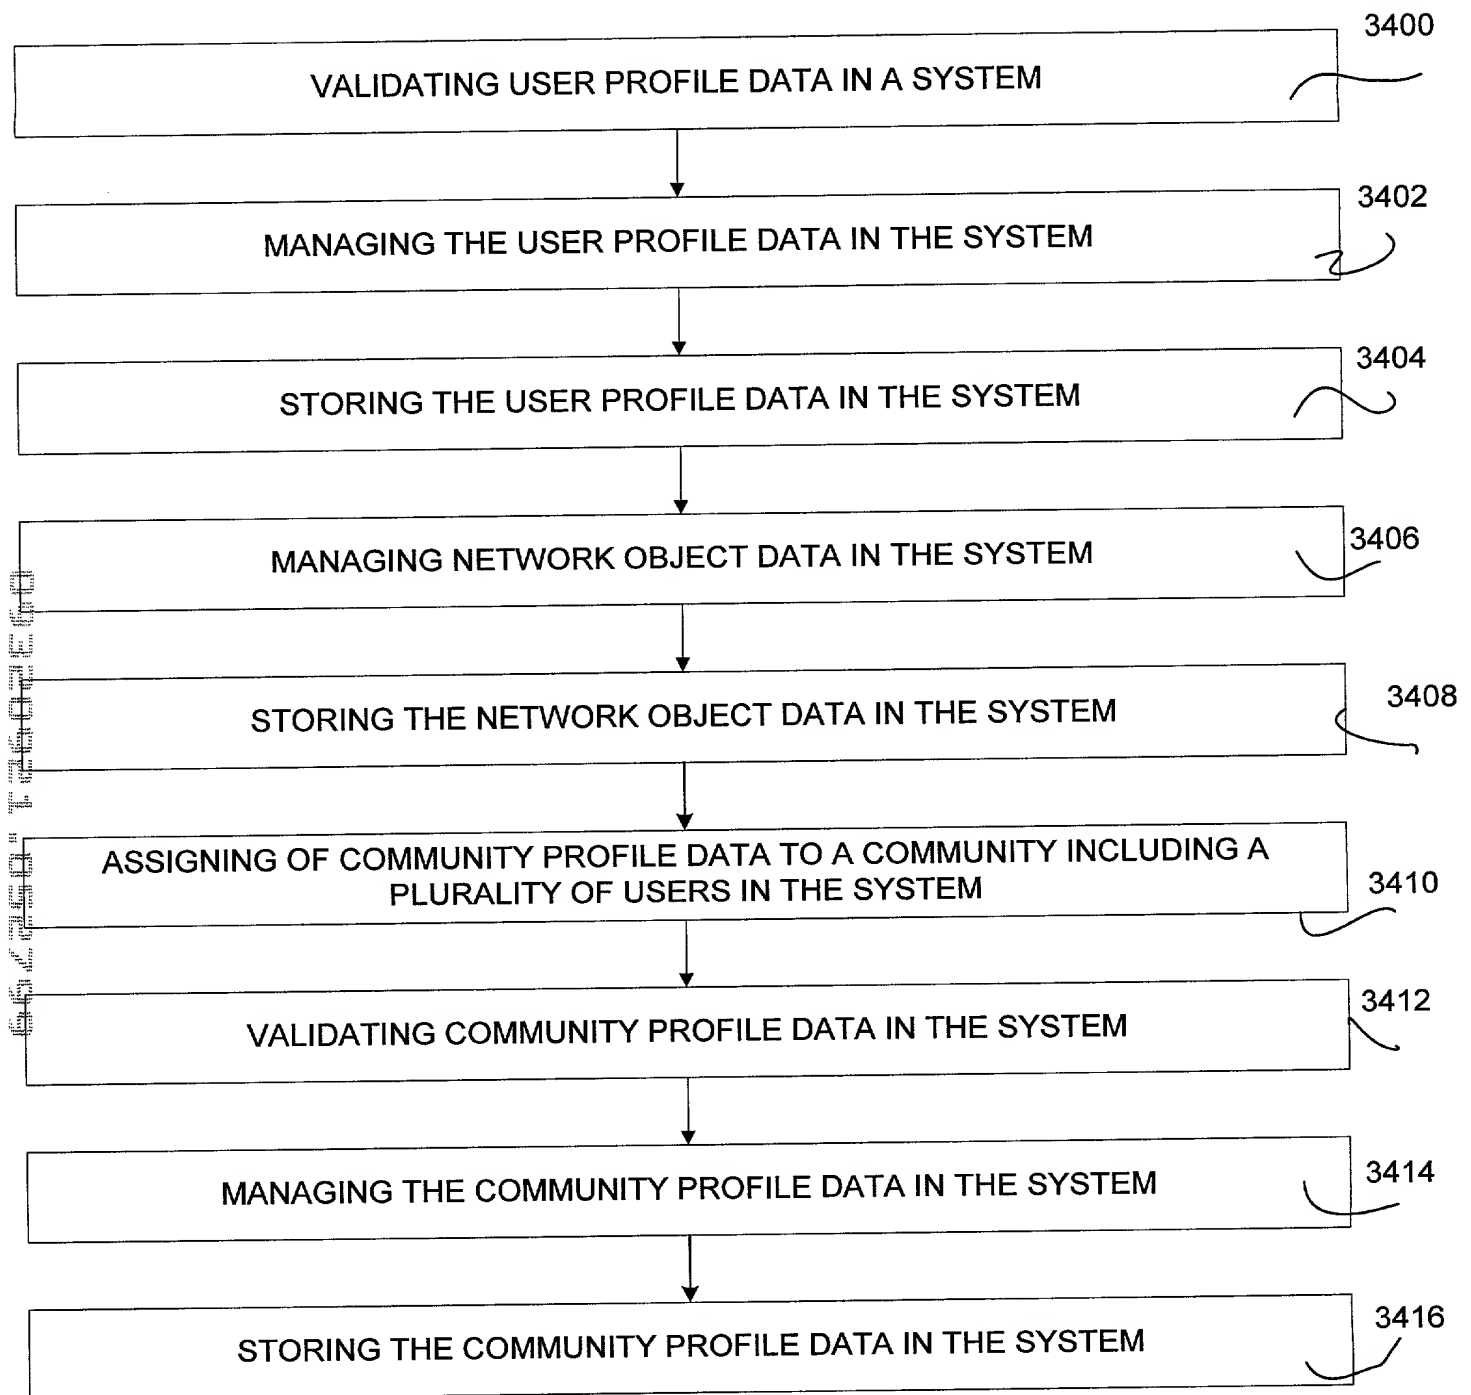 3400
VALIDATING USER PROFILE DATA IN A SYSTEM
3402
MANAGING THE USER PROFILE DATA IN THE SYSTEM
3404
STORING THE USER PROFILE DATA IN THE SYSTEM
3406
MANAGING NETWORK OBJECT DATA IN THE SYSTEM
3408
STORING THE NETWORK OBJECT DATA IN THE SYSTEM
ASSIGNING OF COMMUNITY PROFILE DATA TO A COMMUNITY INCLUDING A
PLURALITY OF USERS IN THE SYSTEM
3410
3412
VALIDATING COMMUNITY PROFILE DATA IN THE SYSTEM
3414
MANAGING THE COMMUNITY PROFILE DATA IN THE SYSTEM
3416
STORING THE COMMUNITY PROFILE DATA IN THE SYSTEM